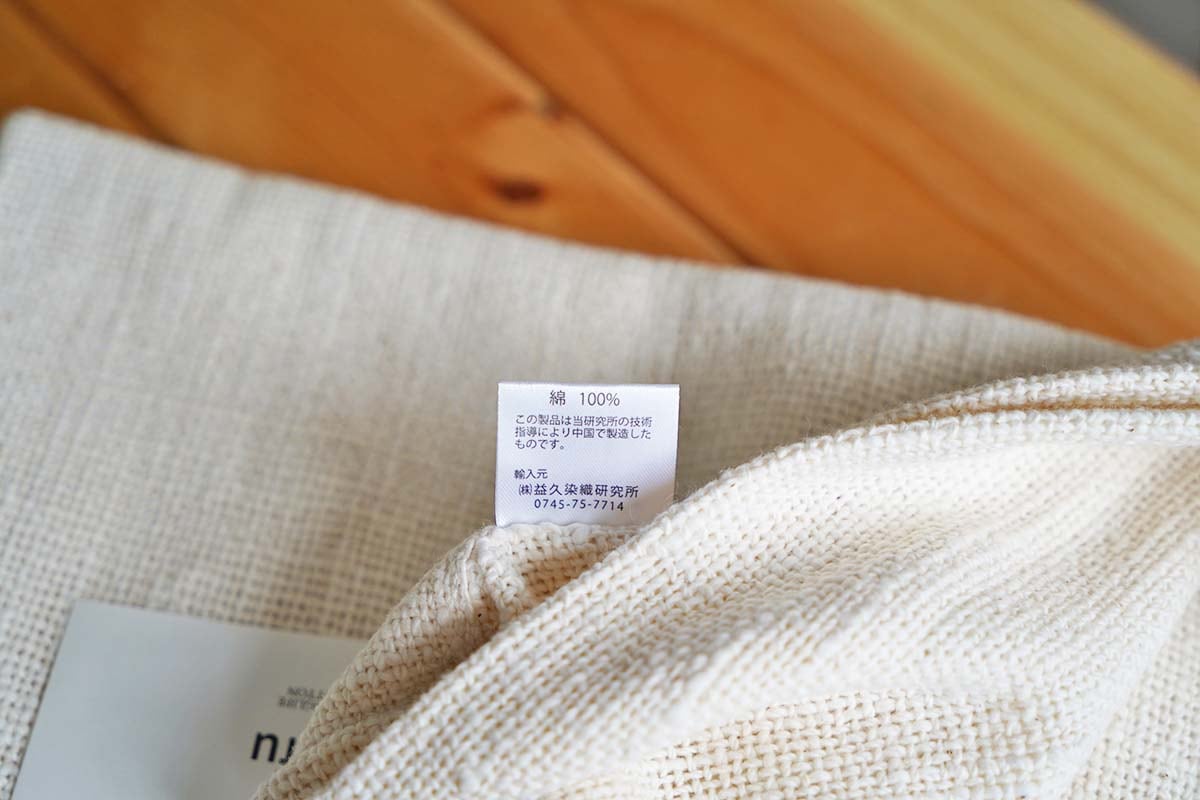 綿 100%
この製品は当研究所の技術
指導により中国で製造した
ものです。
輸入元
㈱益久染織研究所
0745-75-7714